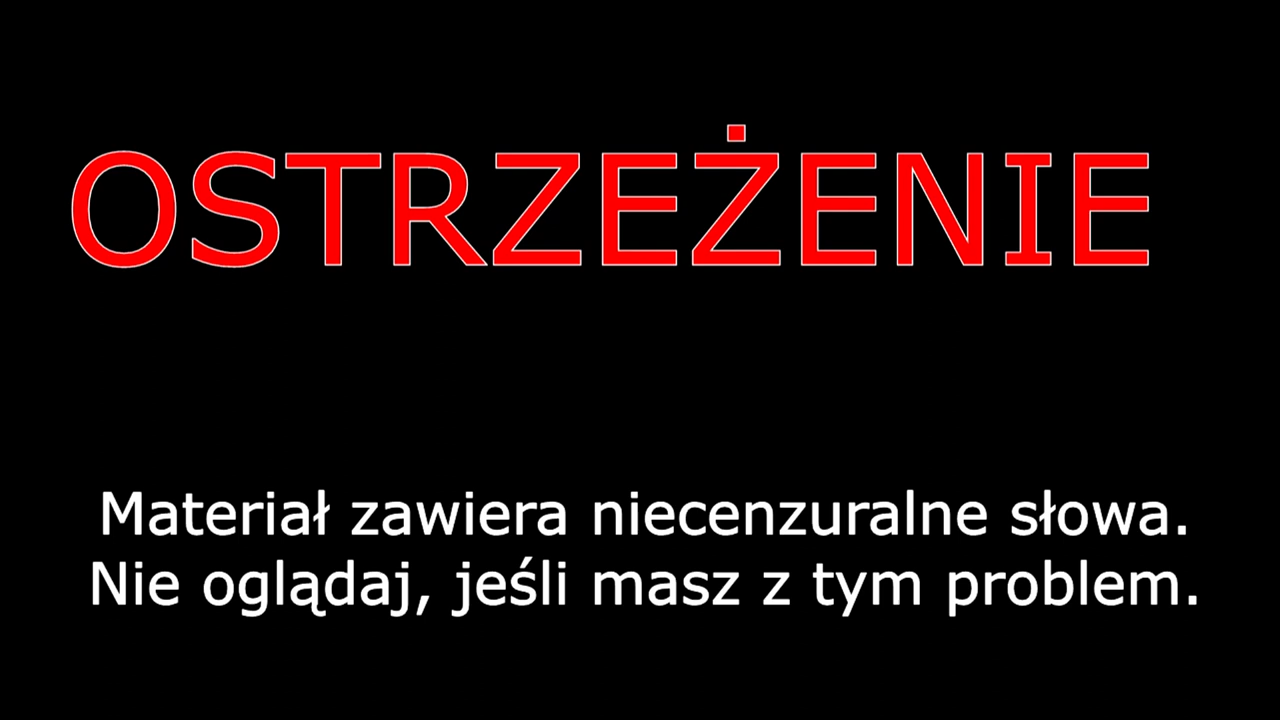 OSTRZEŻENIE
Materiał zawiera niecenzuralne słowa.
Nie oglądaj, jeśli masz z tym problem.